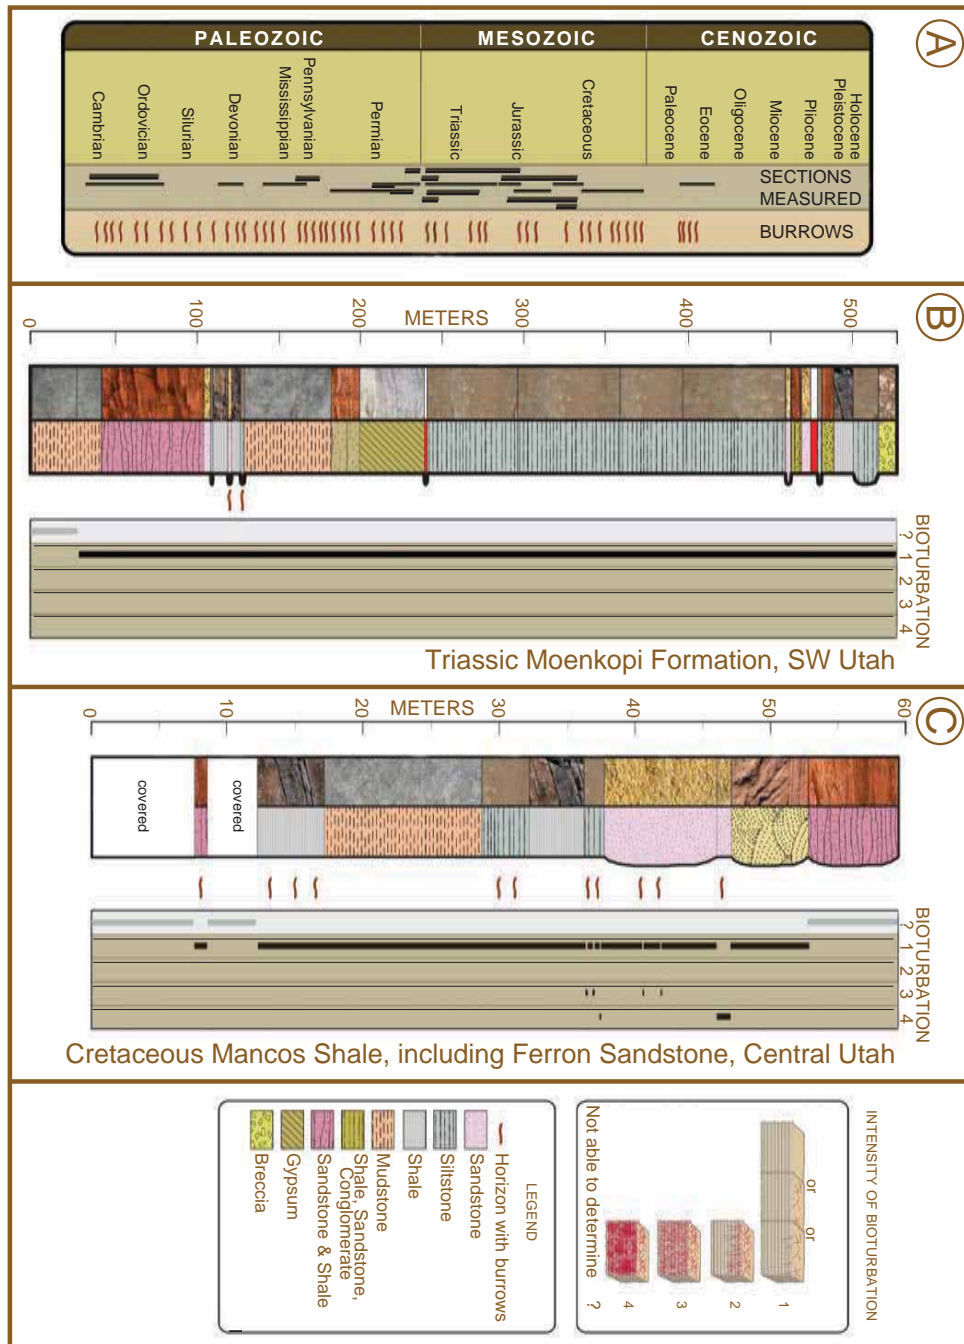 A
PALEOZOIC
MESOZOIC
CENOZOIC
Cambrian
Ordovician
Silurian
Devonian
Mississippian
Pennsylvanian
Permian
Triassic
Jurassic
Cretaceous
Paleocene
Eocene
Oligocene
Miocene
Pliocene
Pleistocene
Holocene
SECTIONS
MEASURED
BURROWS
B
0
100
200
METERS
300
400
500
BIOTURBATION
?
1
2
3
4
Triassic Moenkopi Formation, SW Utah
C
0
10
20
METERS
30
40
50
60
covered
covered
BIOTURBATION
?
1
2
3
4
Cretaceous Mancos Shale, including Ferron Sandstone, Central Utah
INTENSITY OF BIOTURBATION
or
or
1
2
3
4
Not able to determine
?
LEGEND
Horizon with burrows
Sandstone
Siltstone
Shale
Mudstone
Shale, Sandstone,
Conglomerate
Sandstone & Shale
Gypsum
Breccia